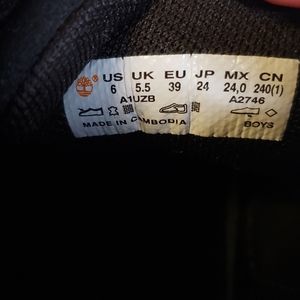 US UK EU JP MX CN
6 5.5 39 24 24,0 240(1)
A1UZB A2746
MADE IN CAMBODIA BOYS